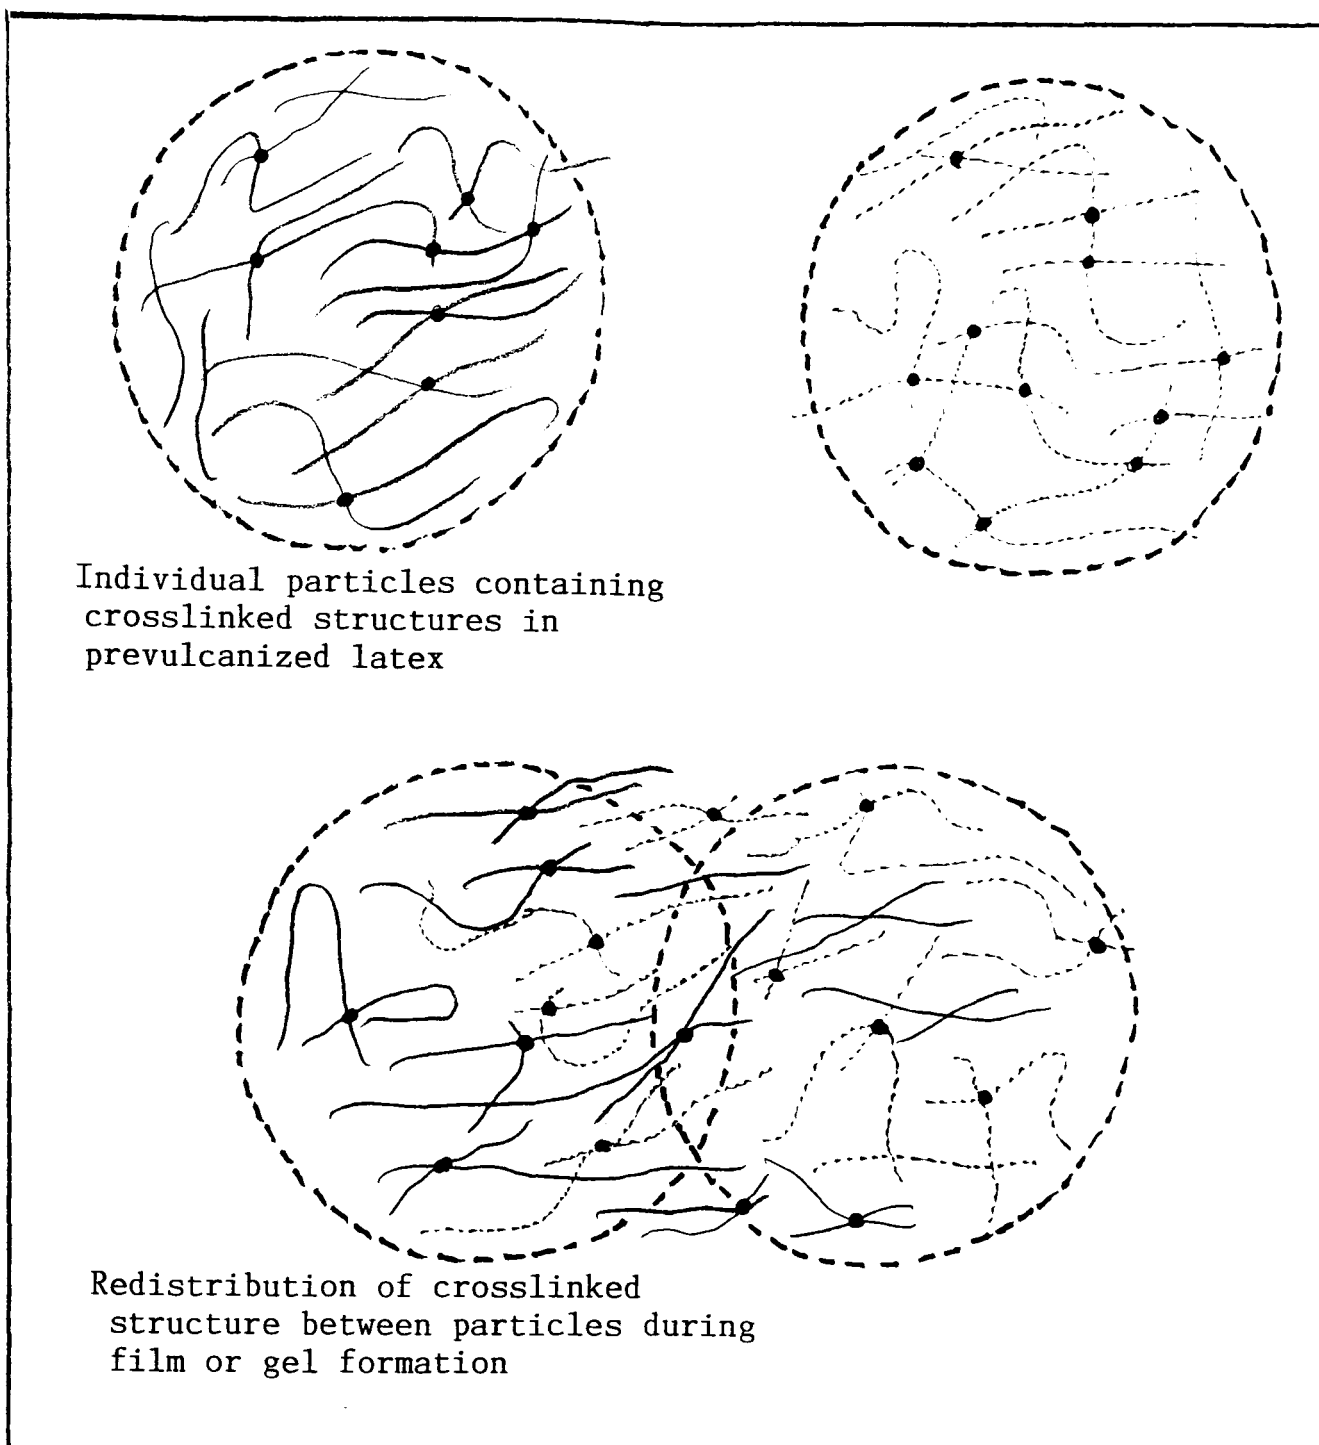 Individual particles containing
crosslinked structures in
prevulcanized latex
Redistribution of crosslinked
structure between particles during
film or gel formation